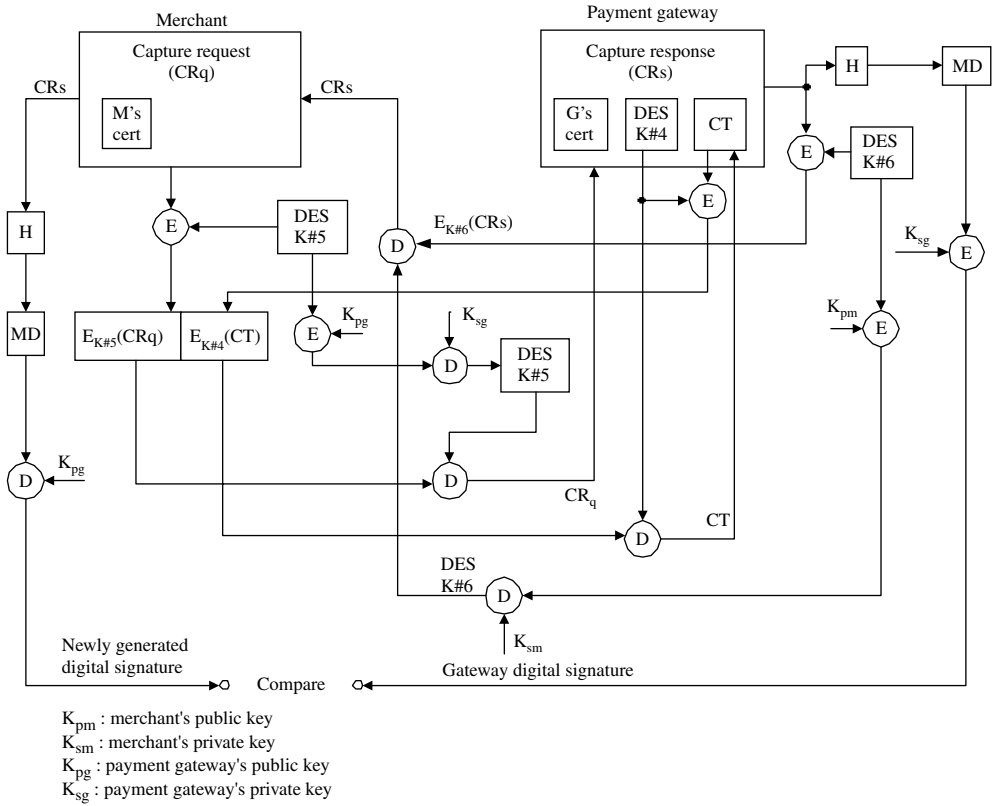 Merchant
Payment gateway
Capture request
(CRq)
M's
cert
CRs
CRs
Capture response
(CRs)
G's
cert
DES
K#4
CT
H
MD
E
DES
K#6
E
H
E
DES
K#5
D
E_K#6(CRs)
K_sg
E
MD
E_K#5(CRq)
E_K#4(CT)
E
K_pg
K_sg
D
DES
K#5
K_pm
E
D
K_pg
D
CR_q
D
CT
DES
K#6
D
K_sm
Newly generated
digital signature
Compare
Gateway digital signature
K_pm : merchant's public key
K_sm : merchant's private key
K_pg : payment gateway's public key
K_sg : payment gateway's private key